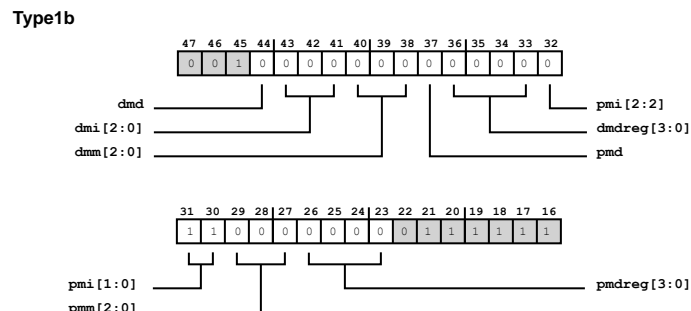 Type1b
47 46 45 44 43 42 41 40 39 38 37 36 35 34 33 32
0 0 1 0 0 0 0 0 0 0 0 0 0 0 0 0
dmd pmi[2:2]
dmi[2:0] dmdreg[3:0]
dmm[2:0] pmd
31 30 29 28 27 26 25 24 23 22 21 20 19 18 17 16
1 1 0 0 0 0 0 0 0 0 1 1 1 1 1 1
pmi[1:0] pmdreg[3:0]
pmm[2:0]